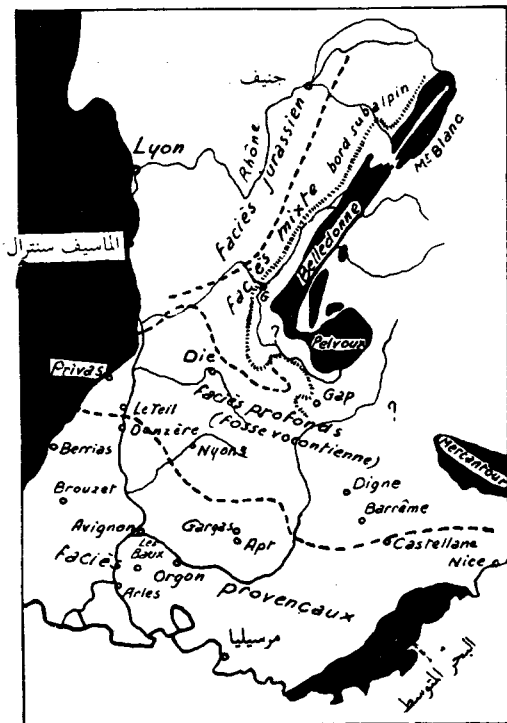 جنيف
Lyon
Rhône
faciès jurassien
bord subalpin
Mt Blanc
faciès mixte
الماسيف سنترال
Belledonne
G
?
Pelvoux
Privas
Die
Gap
faciès profonds
(fosse vocontienne)
?
Le Teil
Donzère
Berrias
Nyons
Mercantour
Brouzet
Digne
Barrême
Avignon
Gargas
Apt
Castellane
Les Baux
Nice
faciès
Orgon
provençaux
Arles
مرسيليا
البحر المتوسط